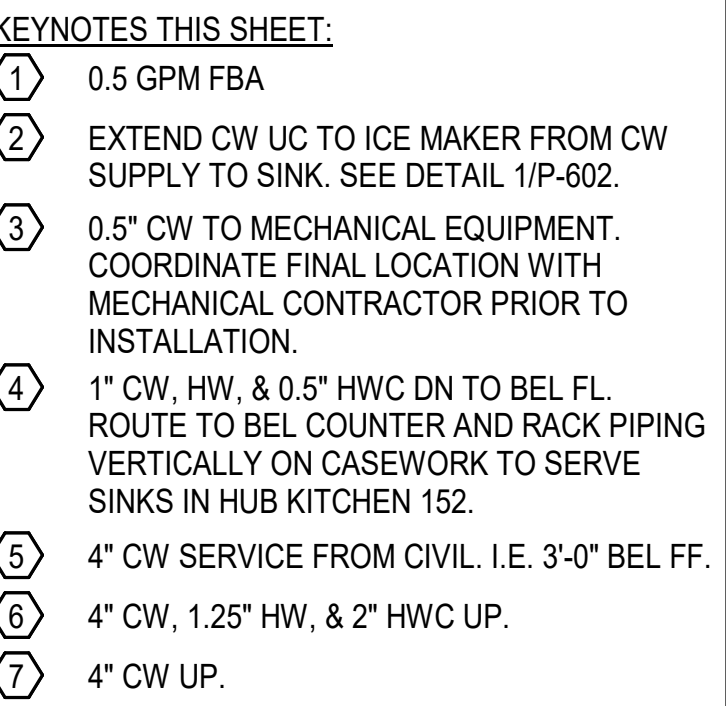 KEYNOTES THIS SHEET:
1 0.5 GPM FBA
2 EXTEND CW UC TO ICE MAKER FROM CW
SUPPLY TO SINK. SEE DETAIL 1/P-602.
3 0.5" CW TO MECHANICAL EQUIPMENT.
COORDINATE FINAL LOCATION WITH
MECHANICAL CONTRACTOR PRIOR TO
INSTALLATION.
4 1" CW, HW, & 0.5" HWC DN TO BEL FL.
ROUTE TO BEL COUNTER AND RACK PIPING
VERTICALLY ON CASEWORK TO SERVE
SINKS IN HUB KITCHEN 152.
5 4" CW SERVICE FROM CIVIL. I.E. 3'-0" BEL FF.
6 4" CW, 1.25" HW, & 2" HWC UP.
7 4" CW UP.